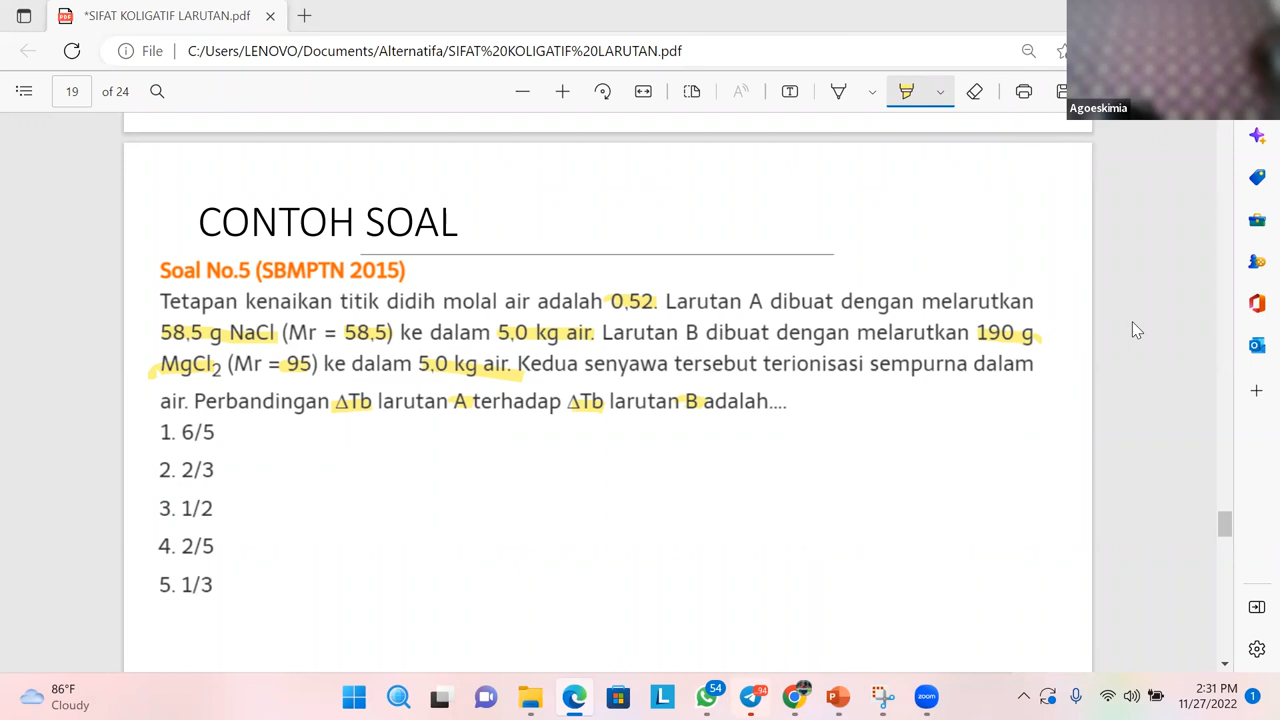 *SIFAT KOLIGATIF LARUTAN.pdf
File
C:/Users/LENOVO/Documents/Alternatifa/SIFAT%20KOLIGATIF%20LARUTAN.pdf
19 of 24
Agoeskimia
CONTOH SOAL
Soal No.5 (SBMPTN 2015)
Tetapan kenaikan titik didih molal air adalah 0,52. Larutan A dibuat dengan melarutkan
58,5 g NaCl (Mr = 58,5) ke dalam 5,0 kg air. Larutan B dibuat dengan melarutkan 190 g
MgCl2 (Mr = 95) ke dalam 5,0 kg air. Kedua senyawa tersebut terionisasi sempurna dalam
air. Perbandingan ∆Tb larutan A terhadap ∆Tb larutan B adalah....
1. 6/5
2. 2/3
3. 1/2
4. 2/5
5. 1/3
86°F
Cloudy
54
94
zoom
2:31 PM
11/27/2022
1